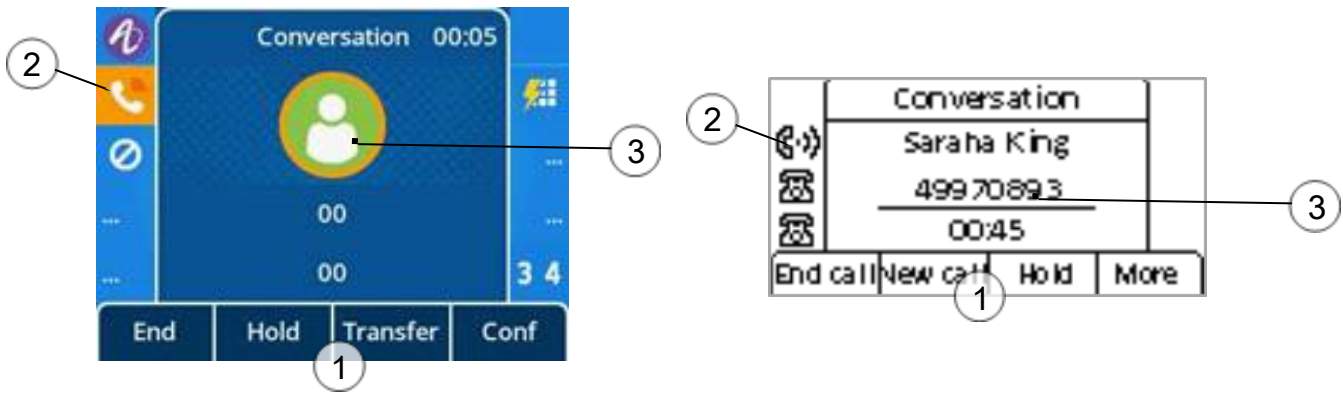 Conversation 00:05
2
3
...
00
...
...
00
3 4
End Hold Transfer Conf
1
Conversation
2
Saraha King
49970893
3
00:45
End call New call Hold More
1